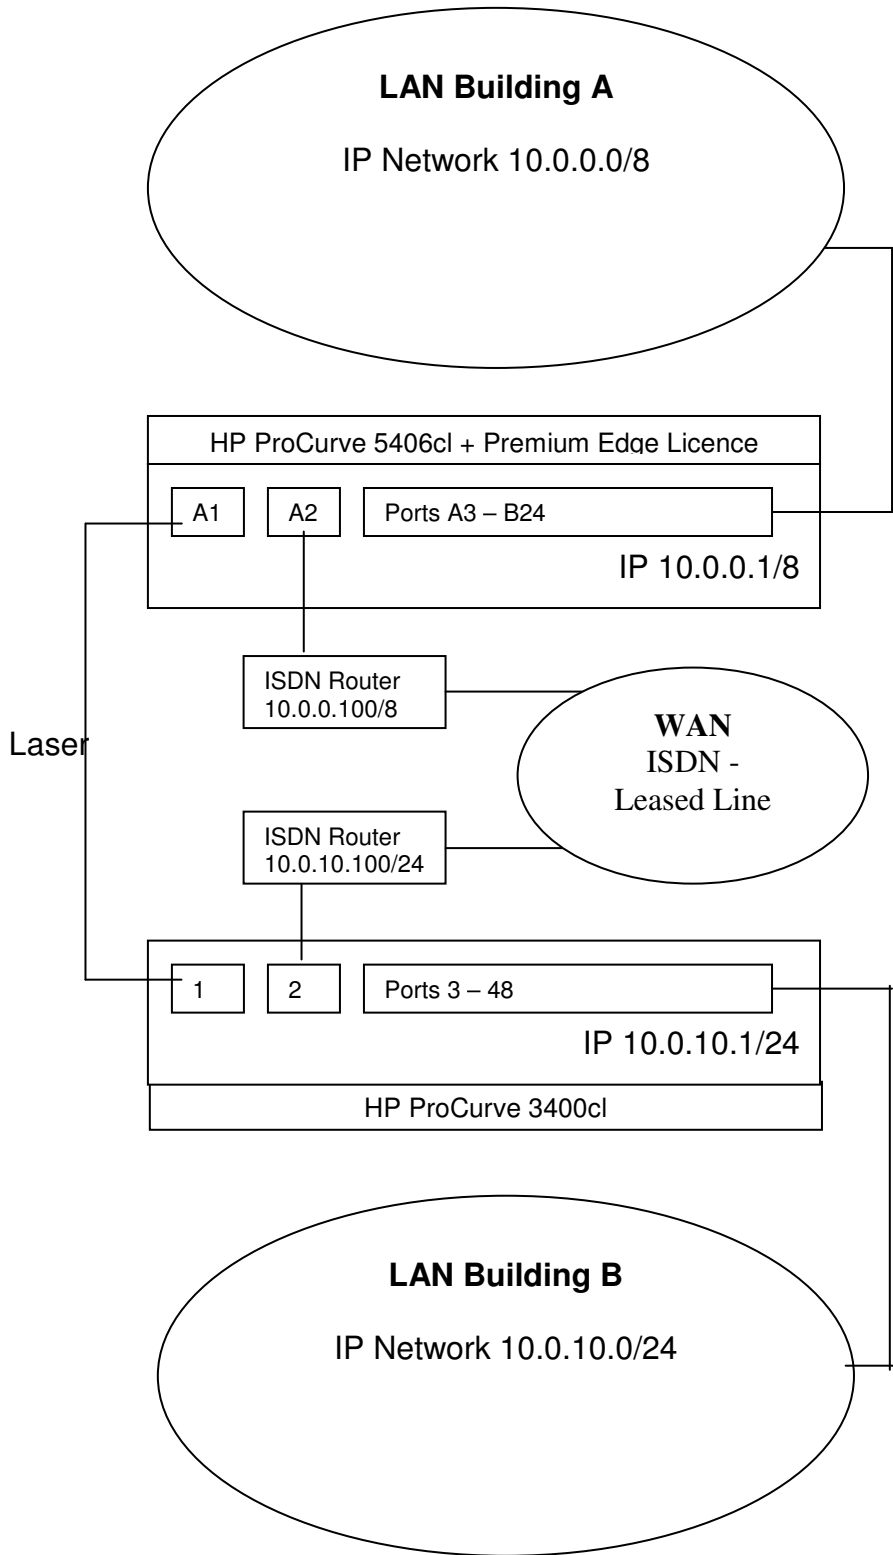 LAN Building A
IP Network 10.0.0.0/8
HP ProCurve 5406cl + Premium Edge Licence
A1
A2
Ports A3 – B24
IP 10.0.0.1/8
ISDN Router
10.0.0.100/8
Laser
WAN
ISDN -
Leased Line
ISDN Router
10.0.10.100/24
1
2
Ports 3 – 48
IP 10.0.10.1/24
HP ProCurve 3400cl
LAN Building B
IP Network 10.0.10.0/24